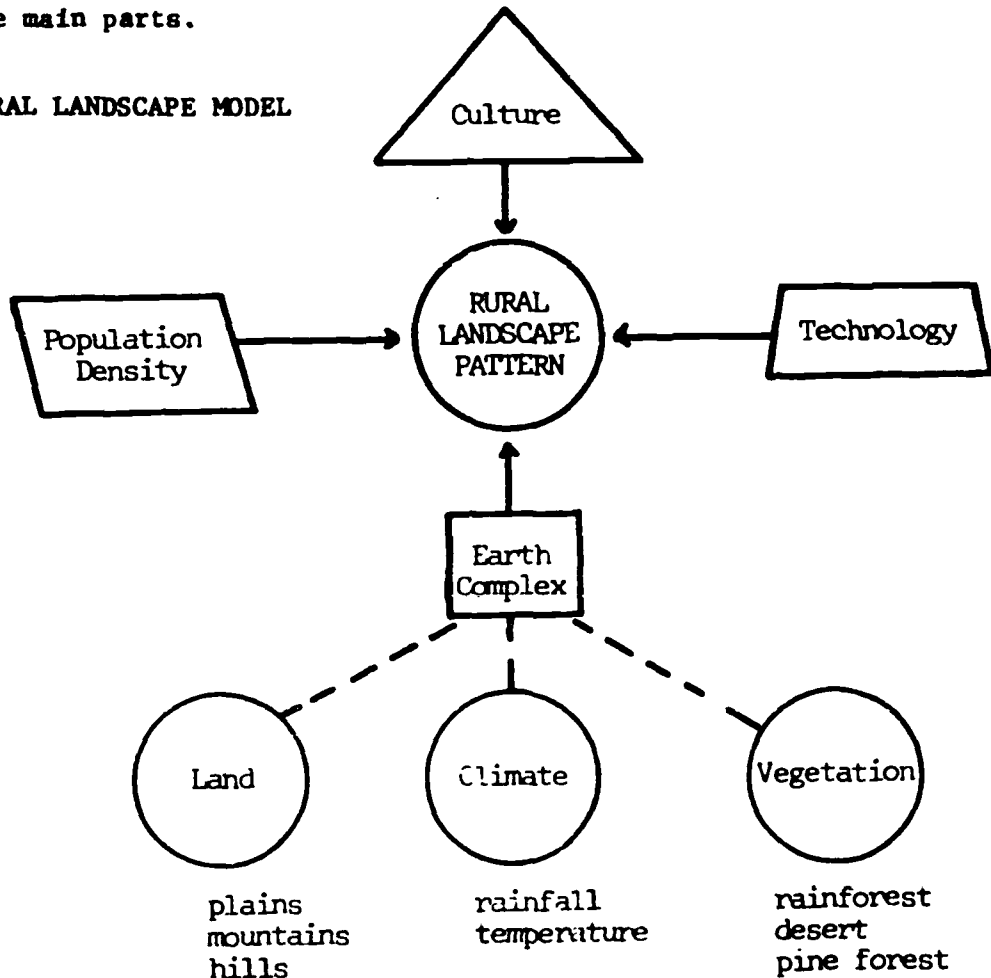 e main parts.
RAL LANDSCAPE MODEL
Culture
RURAL
LANDSCAPE
PATTERN
Population
Density
Technology
Earth
Complex
Land
Climate
Vegetation
plains
mountains
hills
rainfall
temperature
rainforest
desert
pine forest